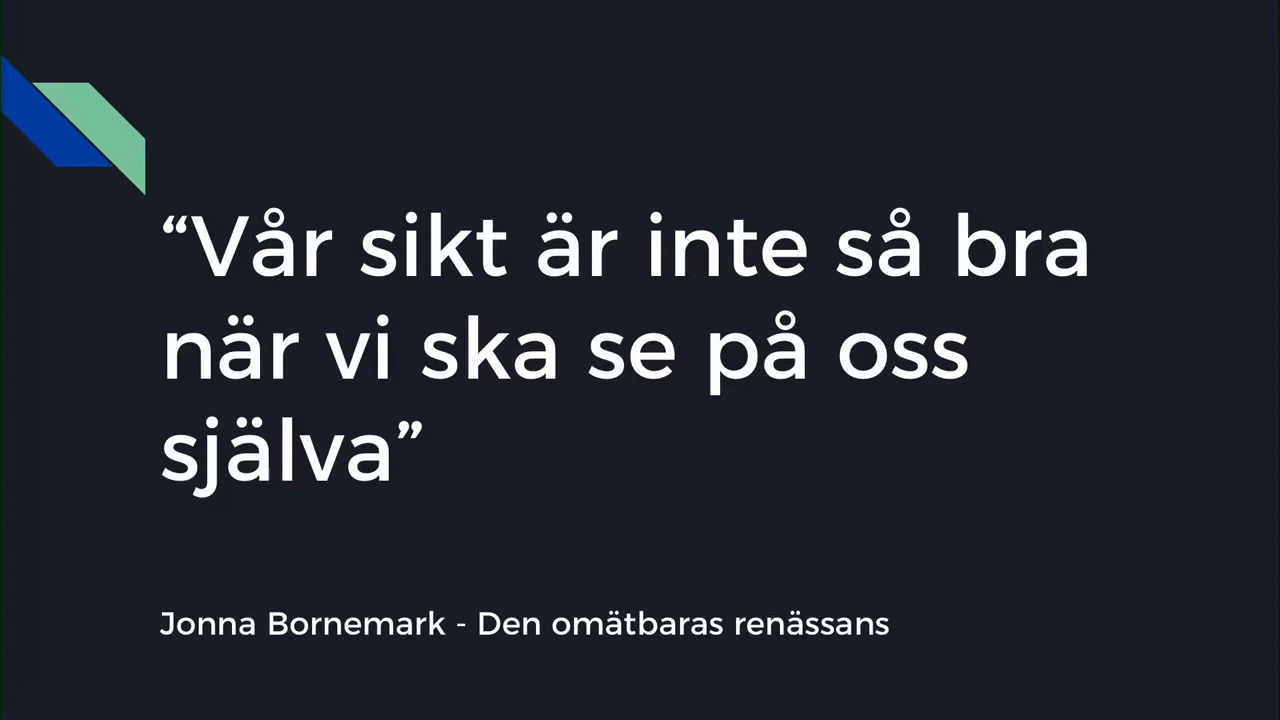 “Vår sikt är inte så bra
när vi ska se på oss
själva”
Jonna Bornemark - Den omätbaras renässans